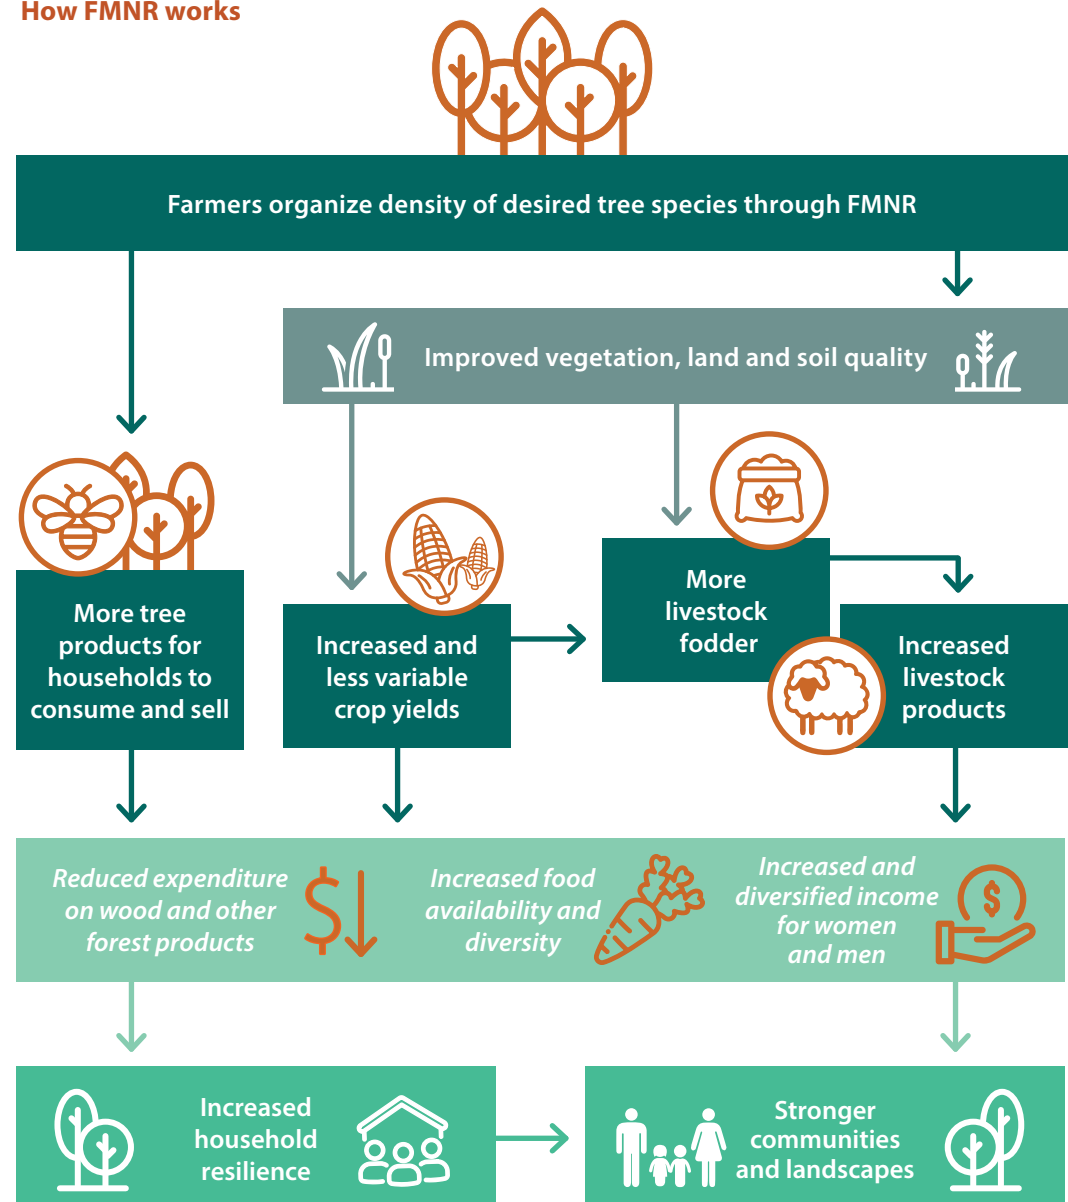 How FMNR works
Farmers organize density of desired tree species through FMNR
Improved vegetation, land and soil quality
More tree
products for
households to
consume and sell
Increased and
less variable
crop yields
More
livestock
fodder
Increased
livestock
products
Reduced expenditure
on wood and other
forest products
$
Increased food
availability and
diversity
Increased and
diversified income
for women
and men
$
Increased
household
resilience
Stronger
communities
and landscapes